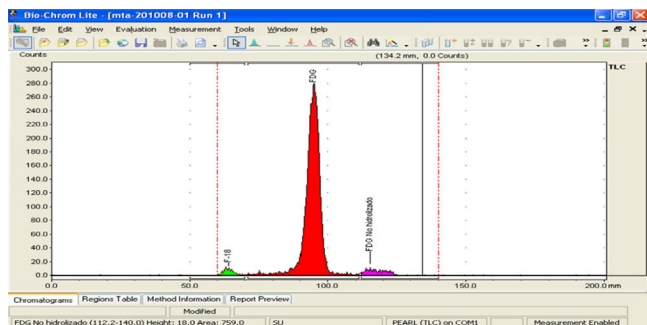 Bio-Chrom Lite - [mta-201008-01 Run 1]
File Edit View Evaluation Measurement Tools Window Help
Counts
(134.2 mm, 0.0 Counts)
TLC
300.0
280.0
260.0
240.0
220.0
200.0
180.0
160.0
140.0
120.0
100.0
80.0
60.0
40.0
20.0
0.0
F-18
FDG
FDG No hidrolizado
0.0 50.0 100.0 150.0 200.0 mm
Chromatograms Regions Table Method Information Report Preview
Modified
FDG No hidrolizado (112.2-140.0) Height: 18.0 Area: 759.0 SU PEARL (TLC) on COM1 Measurement Enabled